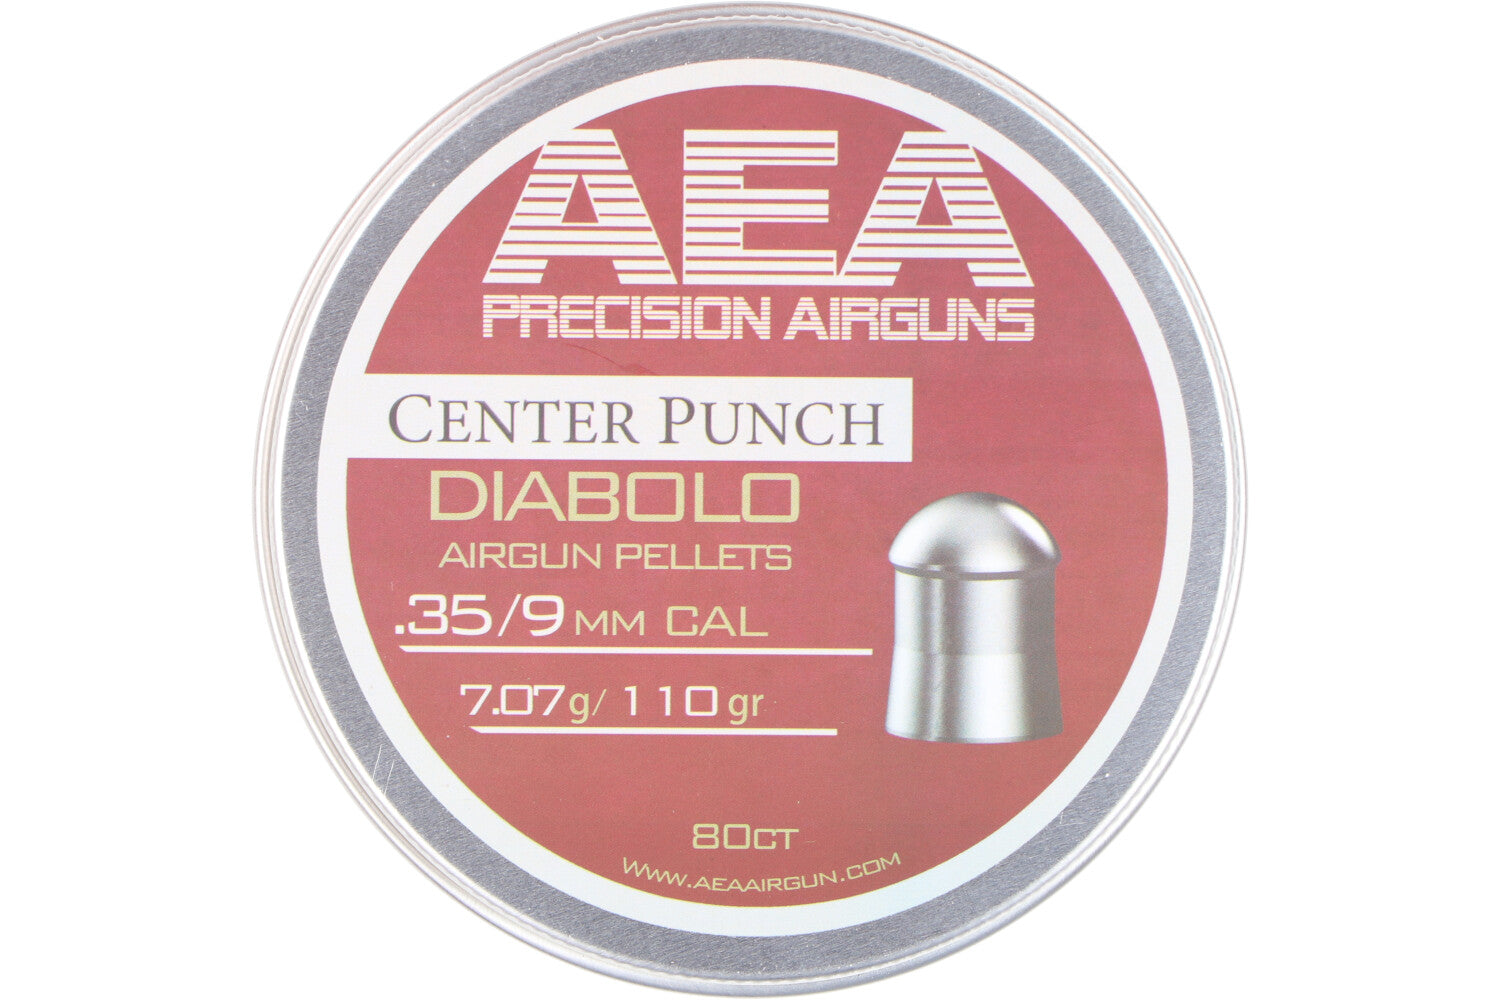 AEA
PRECISION AIRGUNS
CENTER PUNCH
DIABOLO
AIRGUN PELLETS
.35/9 MM CAL
7.07g/ 110 gr
80CT
WWW.AEAAIRGUN.COM